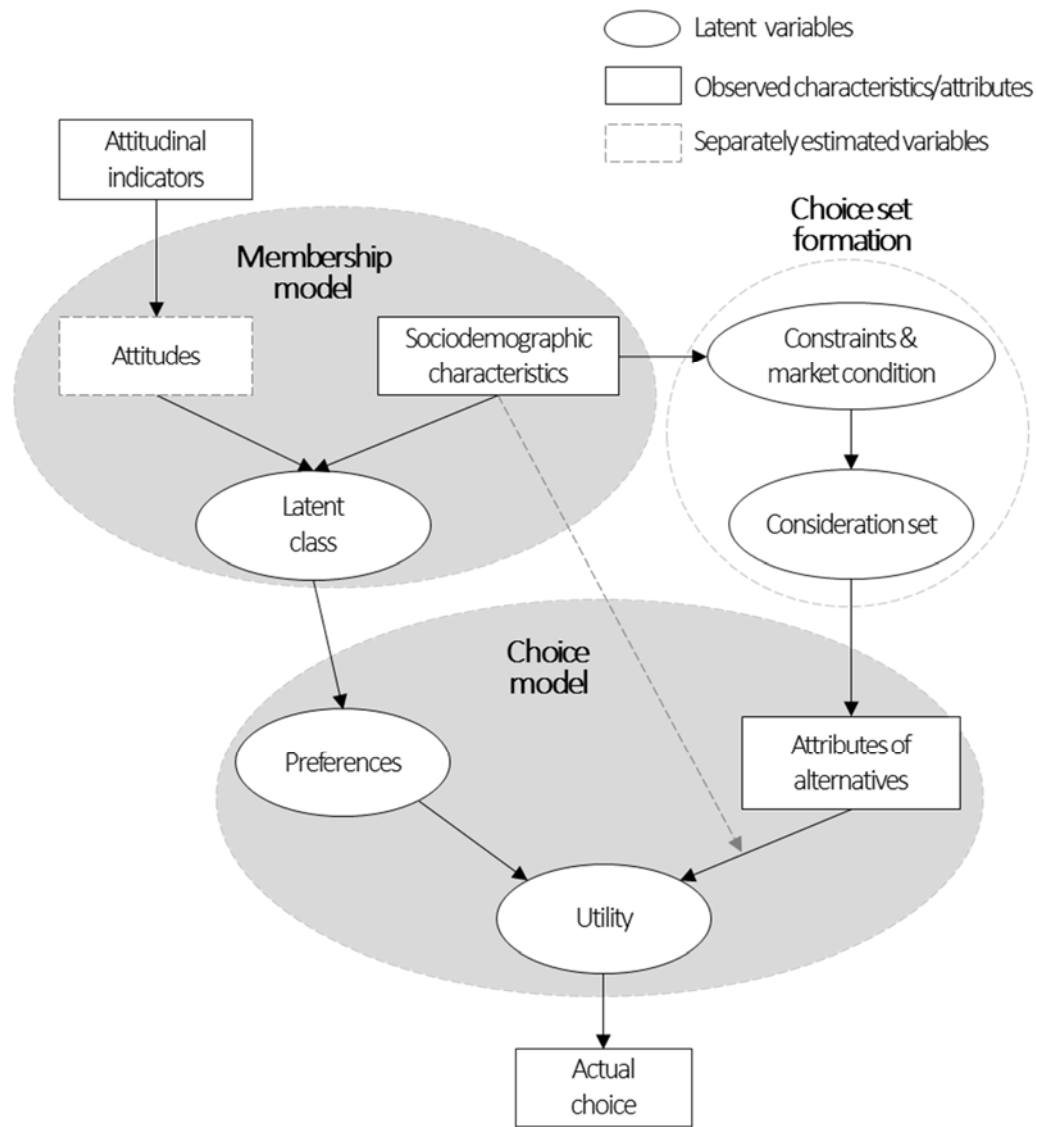 Latent variables
Observed characteristics/attributes
Separately estimated variables
Attitudinal
indicators
Choice set
formation
Membership
model
Attitudes
Sociodemographic
characteristics
Constraints &
market condition
Latent
class
Consideration set
Choice
model
Preferences
Attributes of
alternatives
Utility
Actual
choice